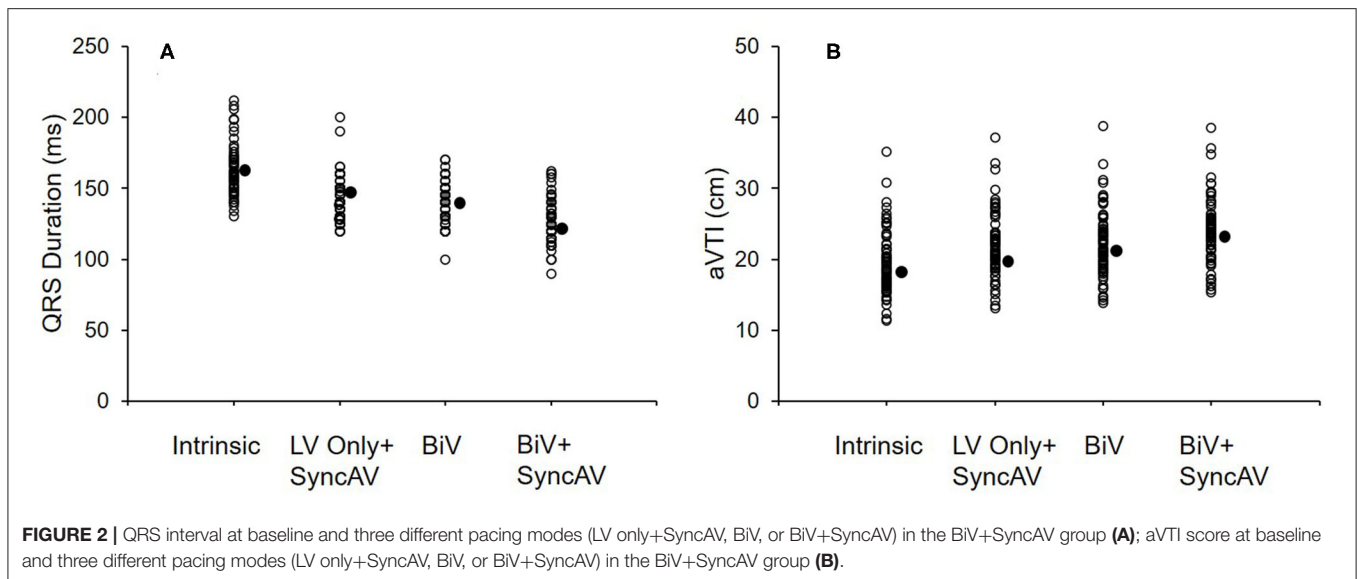 A
250
200
150
100
50
0
QRS Duration (ms)
Intrinsic
LV Only+
SyncAV
BiV
BiV+
SyncAV
B
50
40
30
20
10
0
aVTI (cm)
Intrinsic
LV Only+
SyncAV
BiV
BiV+
SyncAV
FIGURE 2 | QRS interval at baseline and three different pacing modes (LV only+SyncAV, BiV, or BiV+SyncAV) in the BiV+SyncAV group (A); aVTI score at baseline
and three different pacing modes (LV only+SyncAV, BiV, or BiV+SyncAV) in the BiV+SyncAV group (B).